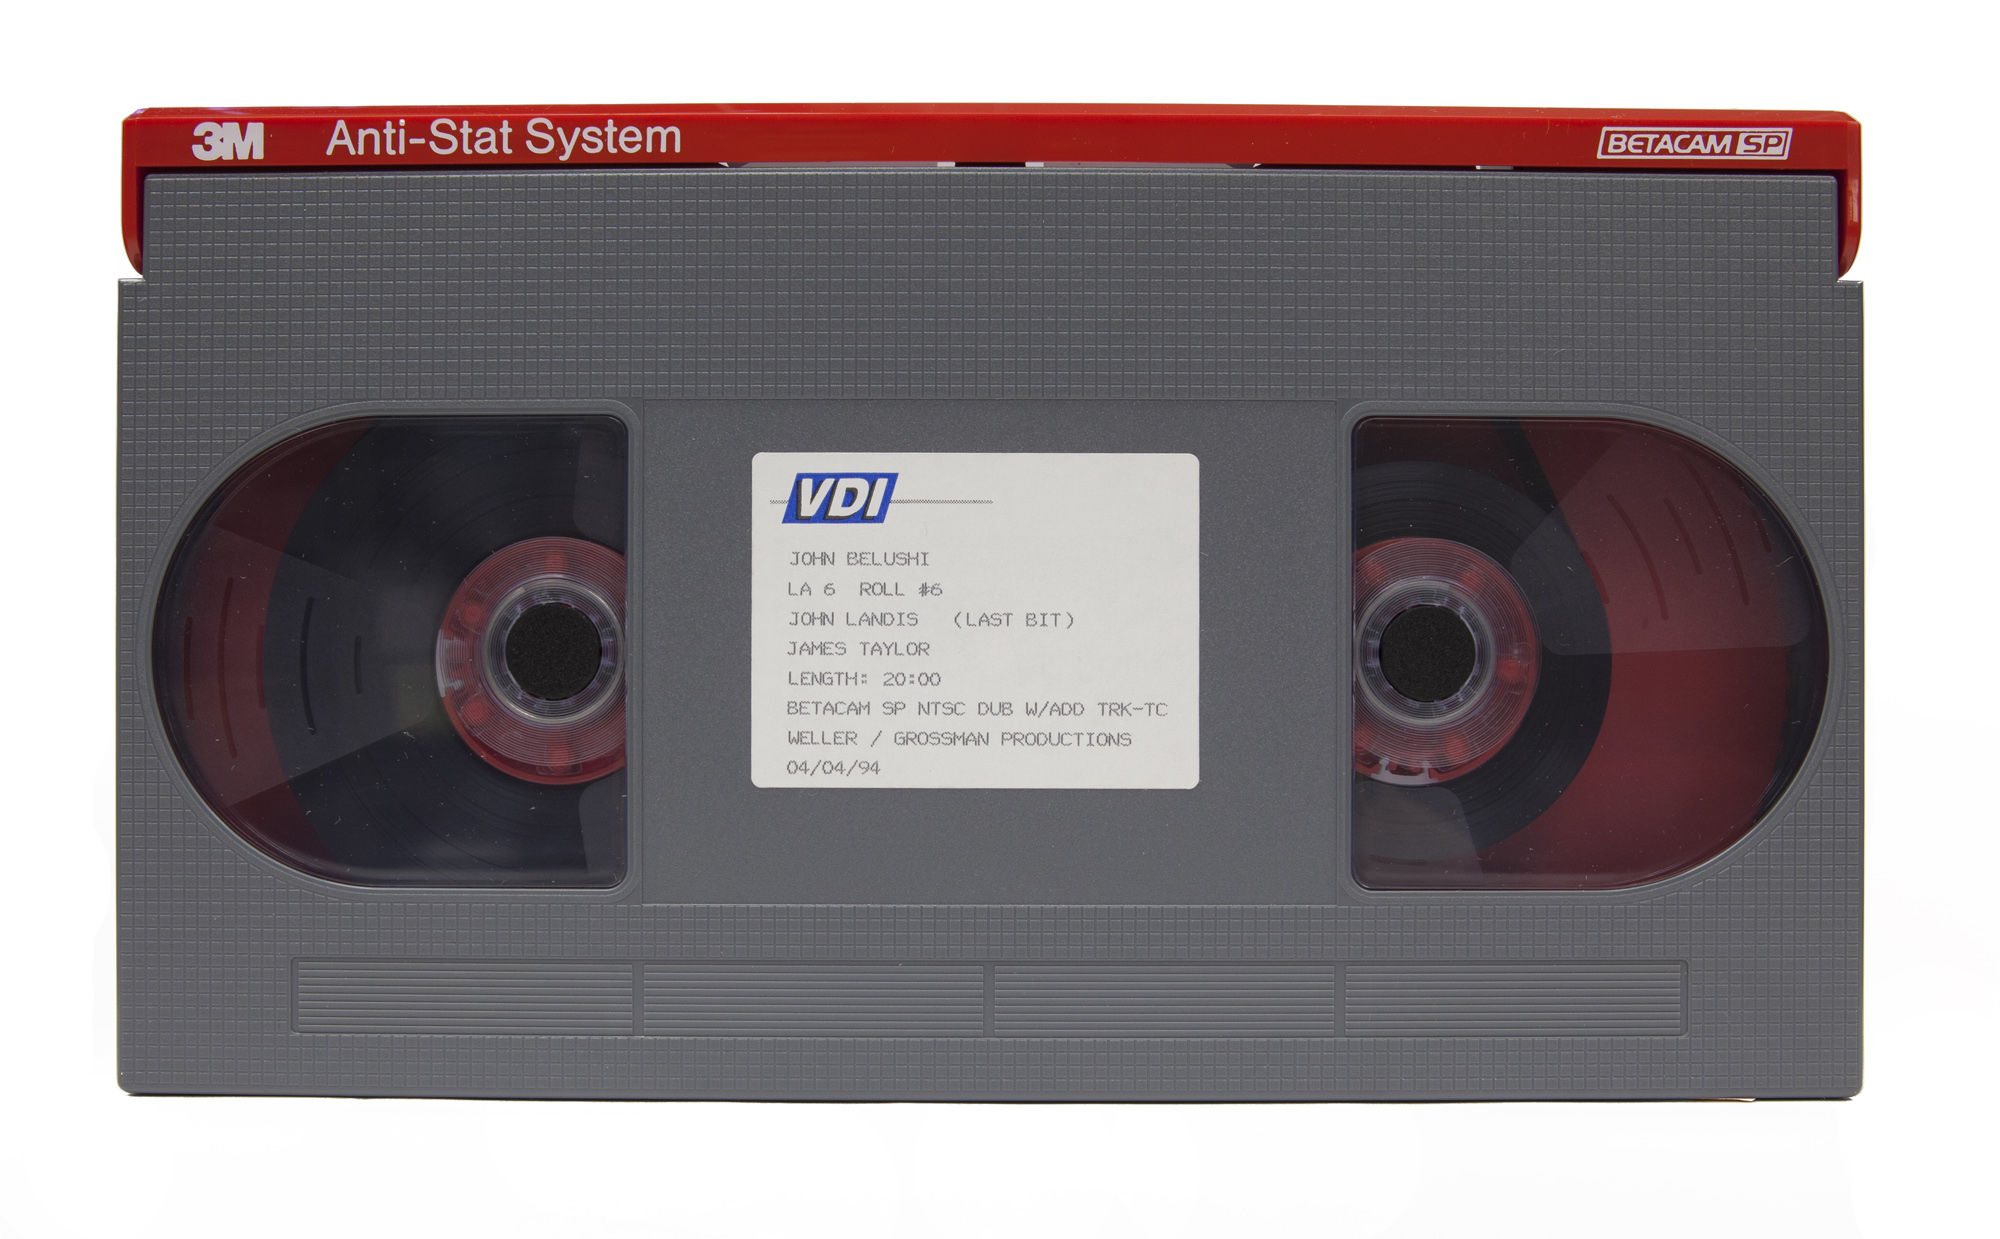 3M Anti-Stat System BETACAM SP
VDI
JOHN BELUSHI
LA 6 ROLL #6
JOHN LANDIS (LAST BIT)
JAMES TAYLOR
LENGTH: 20:00
BETACAM SP NTSC DUB W/ADD TRK-TC
WELLER / GROSSMAN PRODUCTIONS
04/04/94